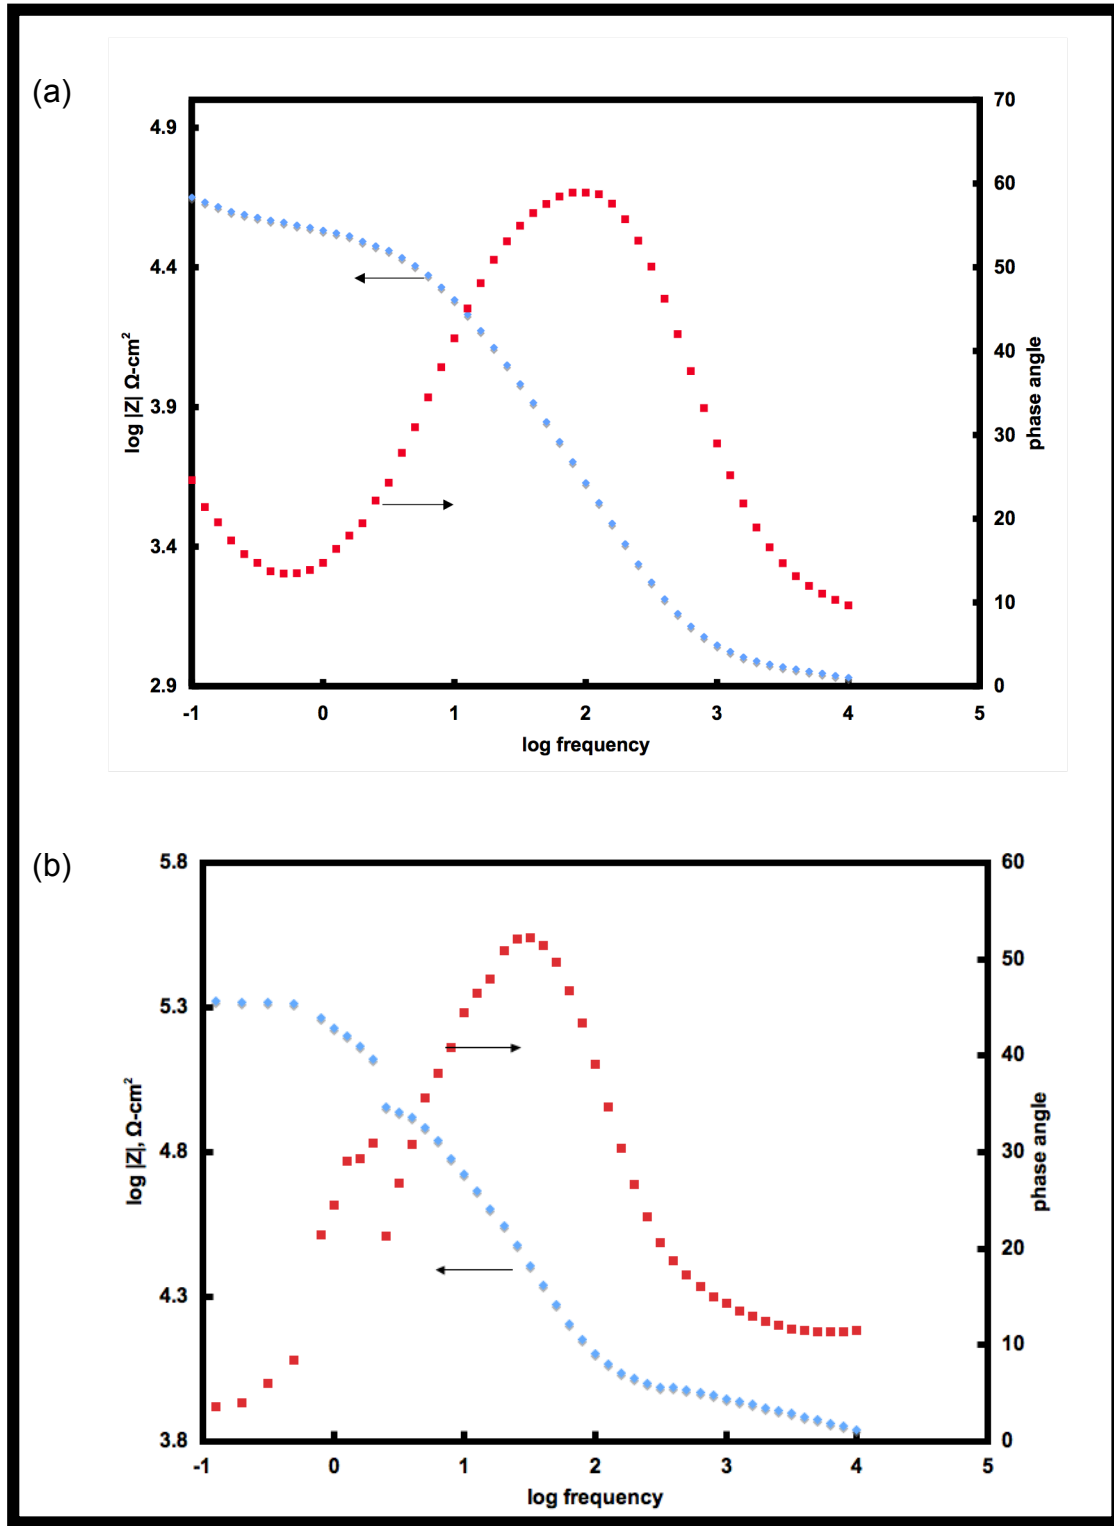 (a)
70
4.9
60
50
4.4
40
log |Z| Ω-cm²
3.9
phase angle
30
20
3.4
10
2.9
0
-1 0 1 2 3 4 5
log frequency
(b)
5.8
60
50
5.3
40
log |Z|, Ω-cm²
4.8
30
phase angle
20
4.3
10
3.8
0
-1 0 1 2 3 4 5
log frequency